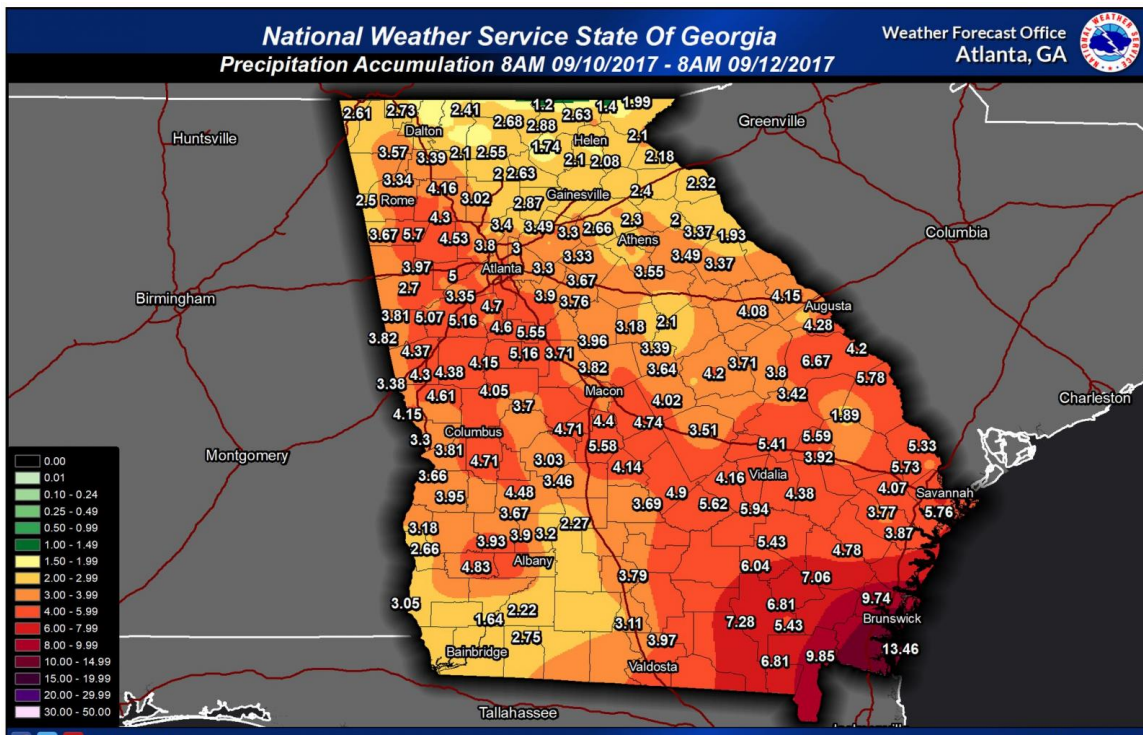 National Weather Service State Of Georgia
Precipitation Accumulation 8AM 09/10/2017 - 8AM 09/12/2017
Weather Forecast Office
Atlanta, GA
NATIONAL WEATHER SERVICE
2.61 2.73 2.41 1.2 2.63 1.4 1.99
Dalton 2.68 2.88 Helen 2.1
Huntsville
Greenville
3.57 3.39 2.1 2.55 1.74 2.1 2.08 2.18
3.34 4.16 3.02 2 2.63 2.32
2.5 Rome 2.87 Gainesville 2.4
4.3 3.4 3.49 3.3 2.66 2.3 2
3.67 5.7 4.53 3.8 3 Athens 3.37 1.93
Columbia
3.97 5 Atlanta 3.3 3.33 3.55 3.49 3.37
2.7 3.35 3.9 3.67 4.15
Birmingham
4.7 3.76 4.08 Augusta
3.81 5.07 5.16 4.6 5.55 3.18 2.1 4.28
3.82 4.37 5.16 3.71 3.96 3.39 4.2
4.15 3.82 3.64 3.71 6.67
3.38 4.3 4.38 4.2 3.8 5.78
4.61 4.05 Macon 3.42
Charleston
4.15 3.7 4.02 1.89
3.3 Columbus 4.71 4.4 4.74 3.51 5.59
3.81 5.58 5.41 3.92 5.33
Montgomery
4.71 3.03 4.14 5.73
3.66 3.46 4.16 Vidalia 4.07
3.95 4.48 4.9 4.38 Savannah
3.67 3.69 5.62 5.94 3.77 5.76
3.18 2.27 3.87
2.66 3.93 3.9 3.2 5.43 4.78
4.83 Albany 3.79 6.04 7.06
3.05 2.22 6.81 9.74
1.64 3.11 7.28 5.43 Brunswick
Bainbridge 2.75 3.97 13.46
Valdosta 6.81 9.85
Tallahassee
0.00
0.01
0.10 - 0.24
0.25 - 0.49
0.50 - 0.99
1.00 - 1.49
1.50 - 1.99
2.00 - 2.99
3.00 - 3.99
4.00 - 5.99
6.00 - 7.99
8.00 - 9.99
10.00 - 14.99
15.00 - 19.99
20.00 - 29.99
30.00 - 50.00